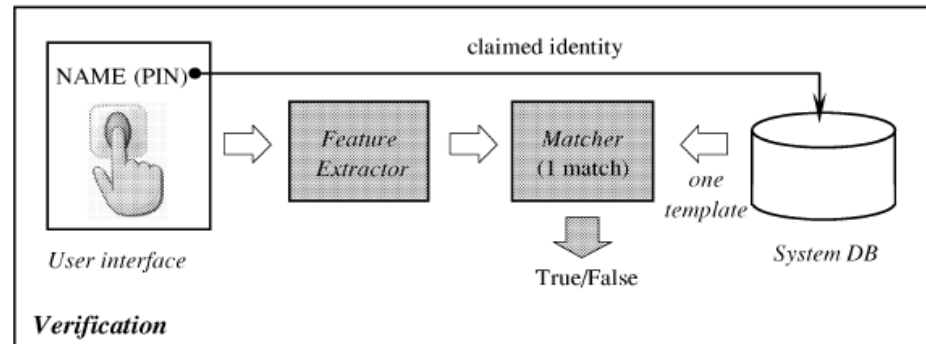 claimed identity
NAME (PIN)
Feature
Extractor
Matcher
(1 match)
one
template
User interface
System DB
True/False
Verification